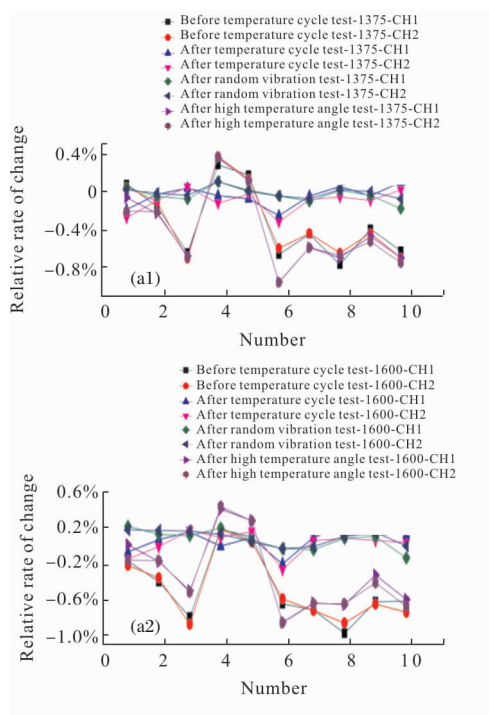 Before temperature cycle test-1375-CH1
Before temperature cycle test-1375-CH2
After temperature cycle test-1375-CH1
After temperature cycle test-1375-CH2
After random vibration test-1375-CH1
After random vibration test-1375-CH2
After high temperature angle test-1375-CH1
After high temperature angle test-1375-CH2
Relative rate of change
0.4%
0
-0.4%
-0.8%
(a1)
0 2 4 6 8 10
Number
Before temperature cycle test-1600-CH1
Before temperature cycle test-1600-CH2
After temperature cycle test-1600-CH1
After temperature cycle test-1600-CH2
After random vibration test-1600-CH1
After random vibration test-1600-CH2
After high temperature angle test-1600-CH1
After high temperature angle test-1600-CH2
Relative rate of change
0.6%
0.2%
-0.2%
-0.6%
-1.0%
(a2)
0 2 4 6 8 10
Number